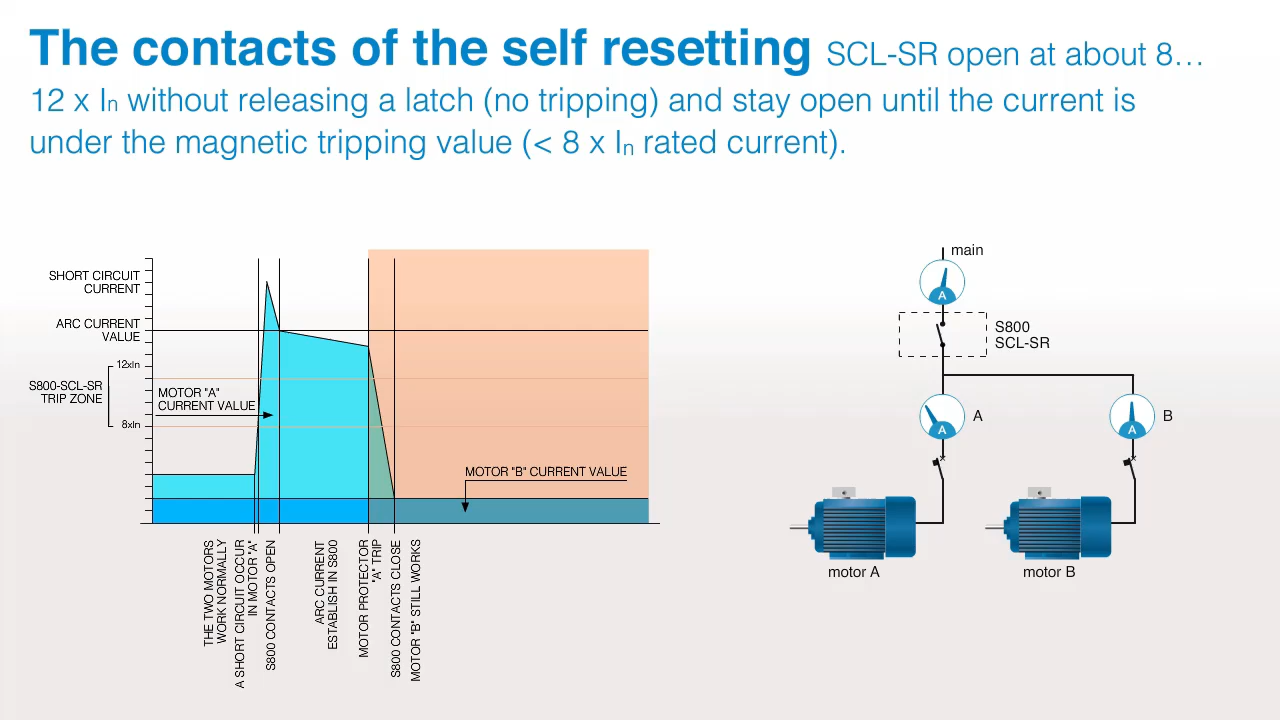 The contacts of the self resetting SCL-SR open at about 8…
12 x In without releasing a latch (no tripping) and stay open until the current is
under the magnetic tripping value (< 8 x In rated current).
SHORT CIRCUIT
CURRENT
ARC CURRENT
VALUE
12xIn
S800-SCL-SR
TRIP ZONE
8xIn
MOTOR "A"
CURRENT VALUE
MOTOR "B" CURRENT VALUE
THE TWO MOTORS
WORK NORMALLY
A SHORT CIRCUIT OCCUR
IN MOTOR "A"
S800 CONTACTS OPEN
ARC CURRENT
ESTABLISH IN S800
MOTOR PROTECTOR
"A" TRIP
S800 CONTACTS CLOSE
MOTOR "B" STILL WORKS
main
A
S800
SCL-SR
A
A
B
A
motor A
motor B